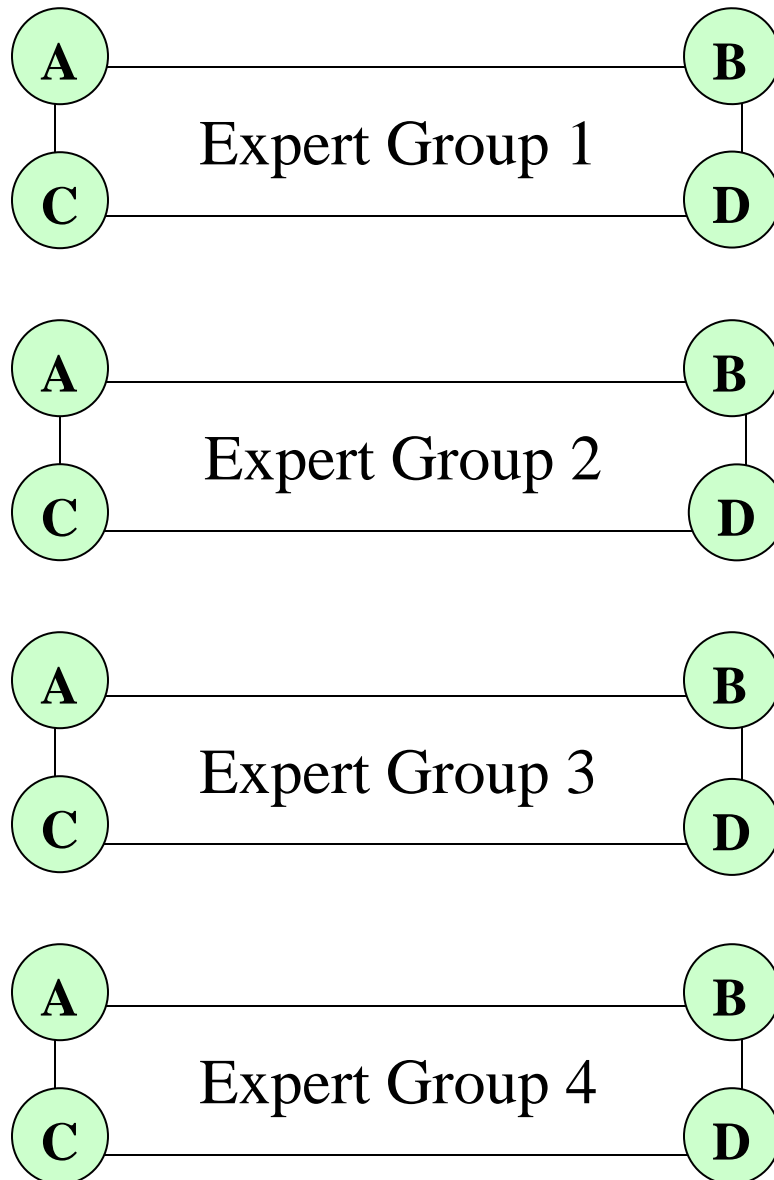 A B
Expert Group 1
C D
A B
Expert Group 2
C D
A B
Expert Group 3
C D
A B
Expert Group 4
C D